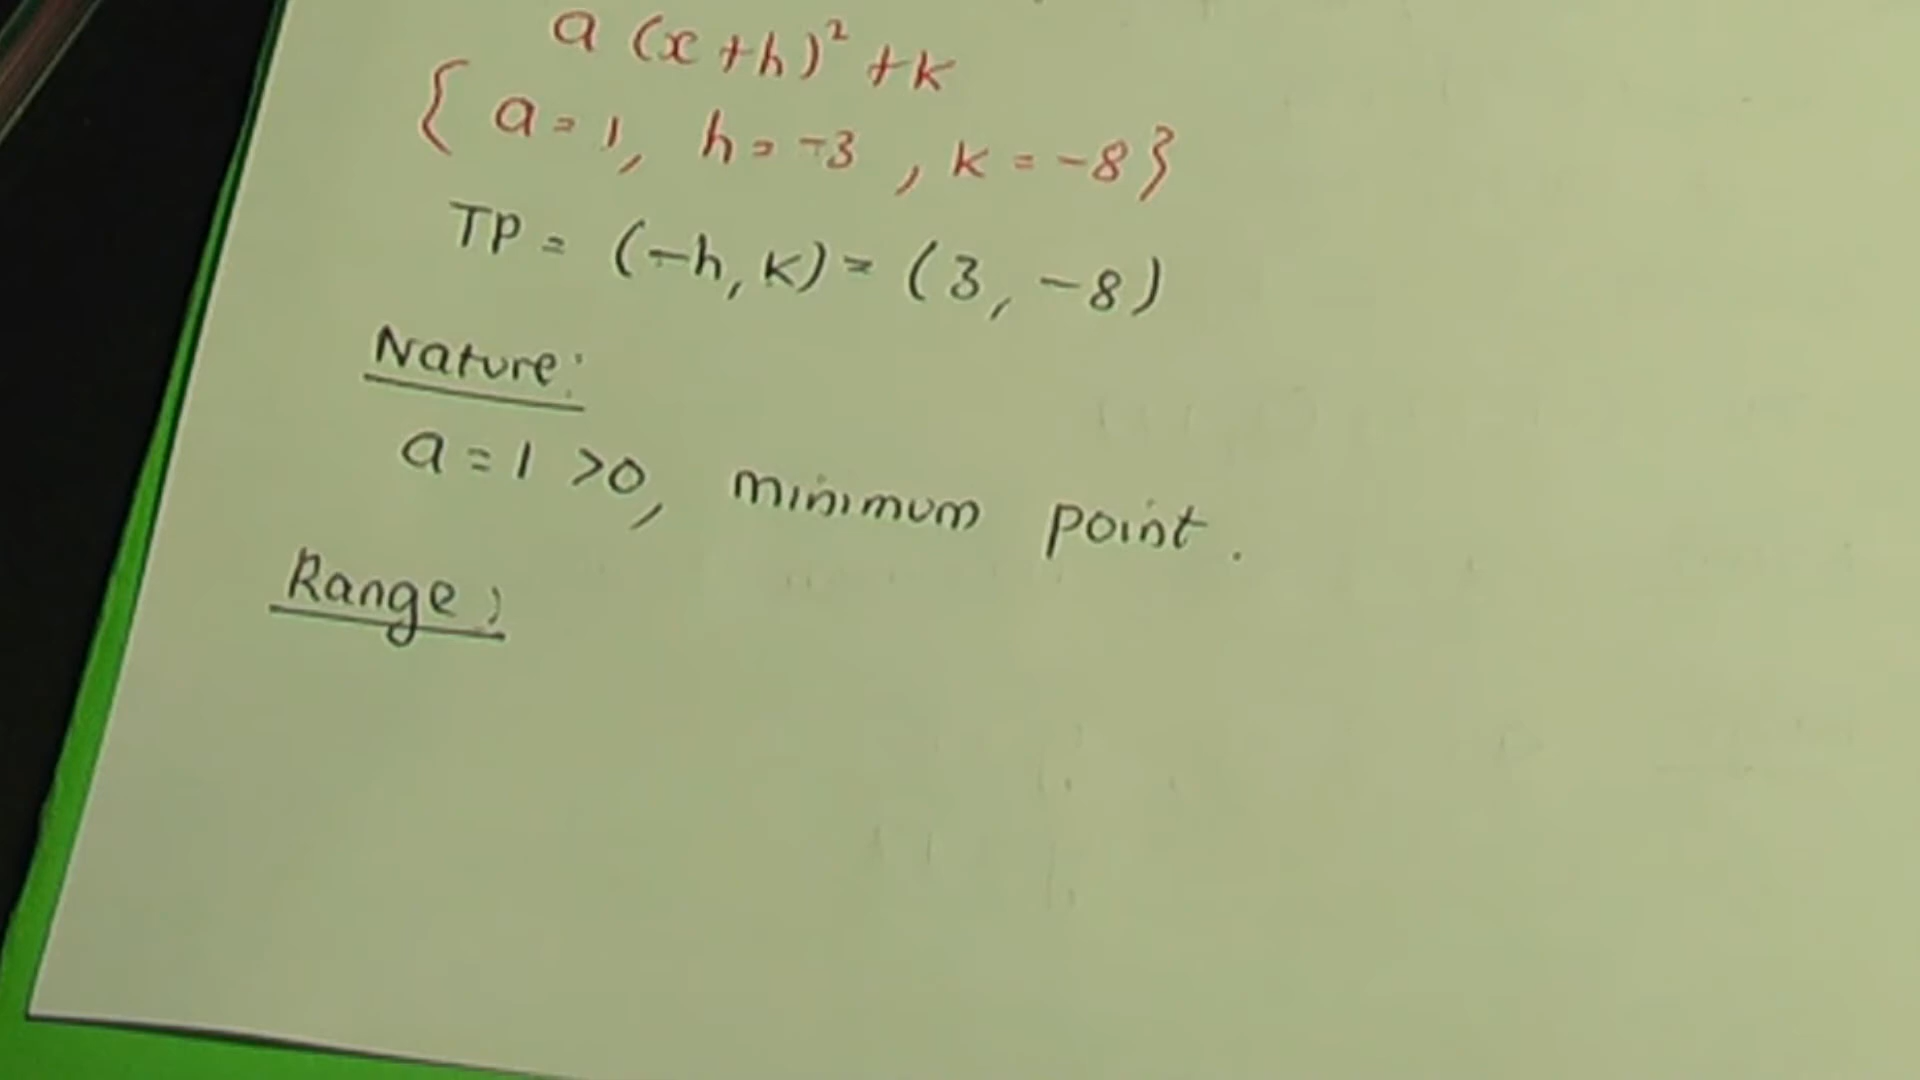 a (x+h)² +k
{ a=1, h=-3, k=-8}
TP = (-h, k) = (3, -8)
Nature:
a=1 >0, minimum point.
Range: